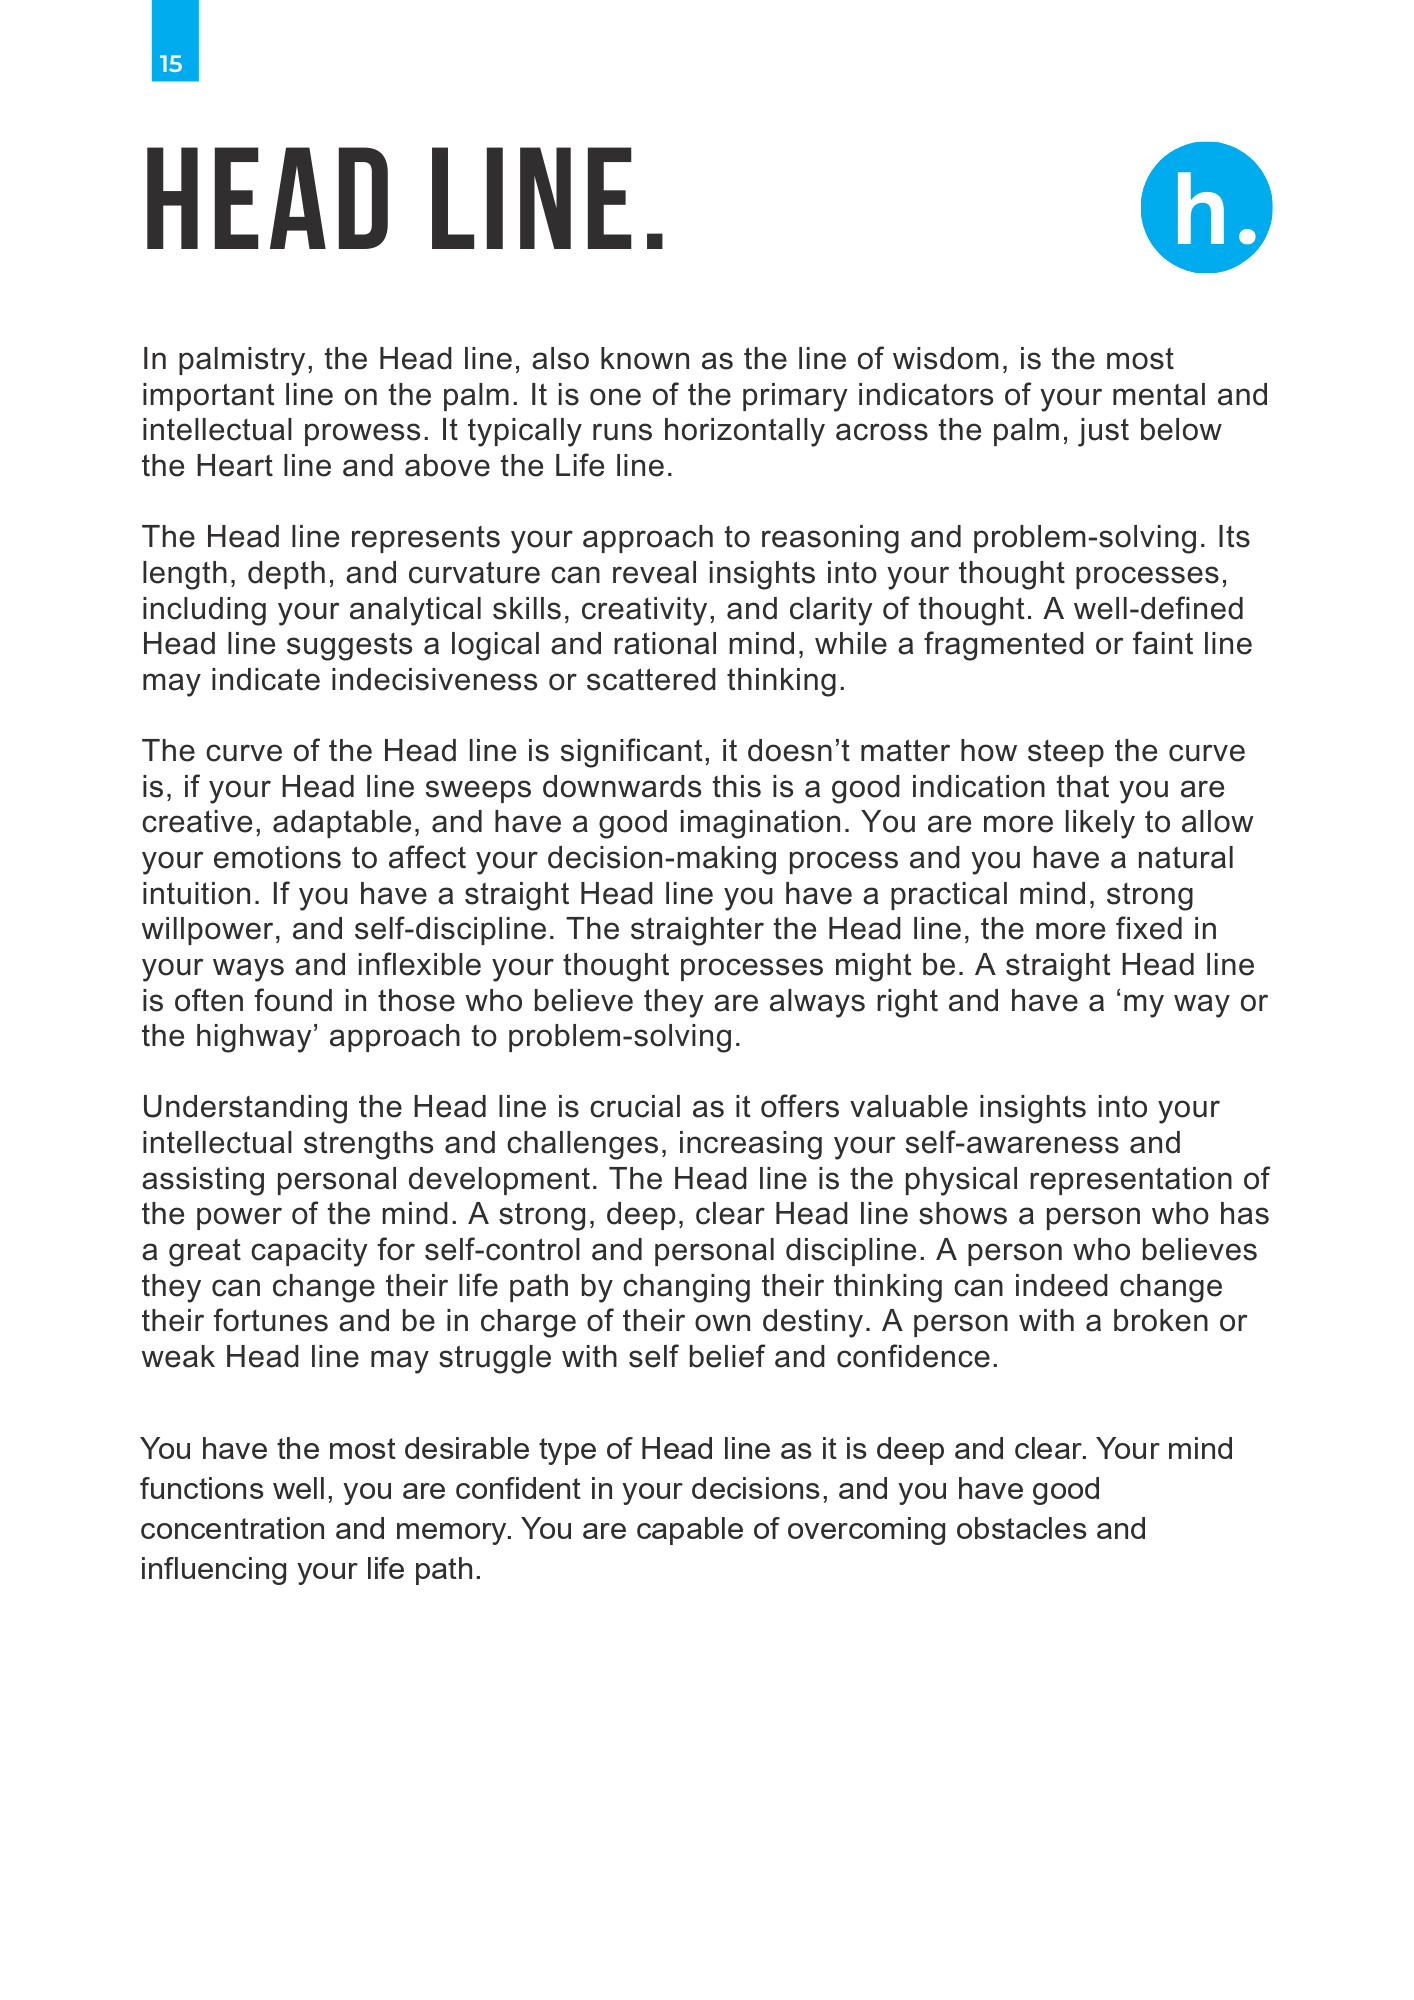 15
HEAD LINE.
h.
In palmistry, the Head line, also known as the line of wisdom, is the most
important line on the palm. It is one of the primary indicators of your mental and
intellectual prowess. It typically runs horizontally across the palm, just below
the Heart line and above the Life line.
The Head line represents your approach to reasoning and problem-solving. Its
length, depth, and curvature can reveal insights into your thought processes,
including your analytical skills, creativity, and clarity of thought. A well-defined
Head line suggests a logical and rational mind, while a fragmented or faint line
may indicate indecisiveness or scattered thinking.
The curve of the Head line is significant, it doesn’t matter how steep the curve
is, if your Head line sweeps downwards this is a good indication that you are
creative, adaptable, and have a good imagination. You are more likely to allow
your emotions to affect your decision-making process and you have a natural
intuition. If you have a straight Head line you have a practical mind, strong
willpower, and self-discipline. The straighter the Head line, the more fixed in
your ways and inflexible your thought processes might be. A straight Head line
is often found in those who believe they are always right and have a ‘my way or
the highway’ approach to problem-solving.
Understanding the Head line is crucial as it offers valuable insights into your
intellectual strengths and challenges, increasing your self-awareness and
assisting personal development. The Head line is the physical representation of
the power of the mind. A strong, deep, clear Head line shows a person who has
a great capacity for self-control and personal discipline. A person who believes
they can change their life path by changing their thinking can indeed change
their fortunes and be in charge of their own destiny. A person with a broken or
weak Head line may struggle with self belief and confidence.
You have the most desirable type of Head line as it is deep and clear. Your mind
functions well, you are confident in your decisions, and you have good
concentration and memory. You are capable of overcoming obstacles and
influencing your life path.